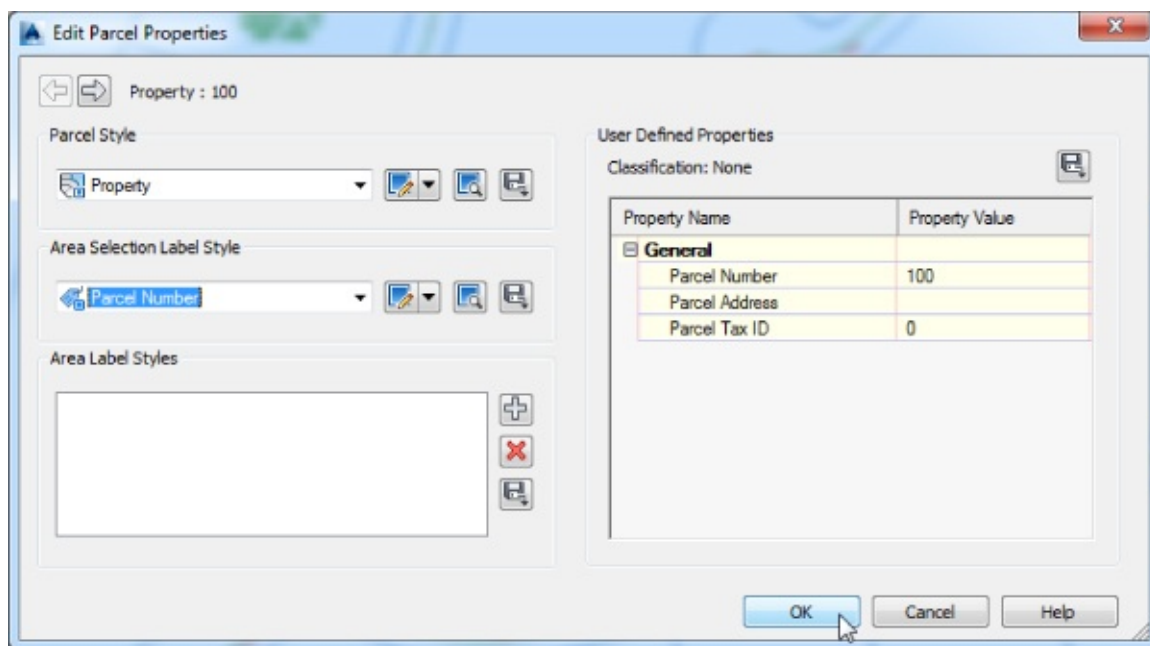 Edit Parcel Properties
Property : 100
Parcel Style
Property
Area Selection Label Style
Parcel Number
Area Label Styles
User Defined Properties
Classification: None
Property Name Property Value
General
Parcel Number 100
Parcel Address
Parcel Tax ID 0
OK Cancel Help